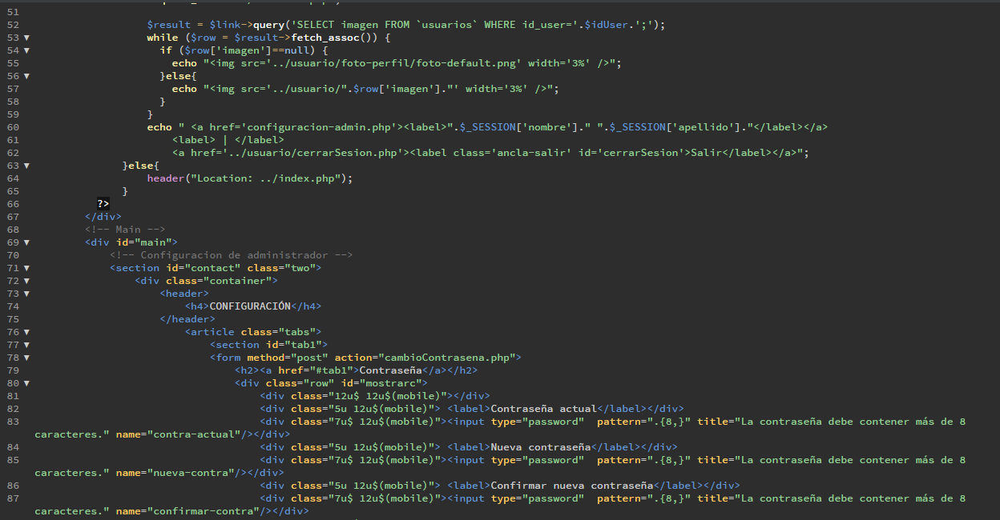 51
52 $result = $link->query('SELECT imagen FROM `usuarios` WHERE id_user='.$idUser.';');
53 ▼ while ($row = $result->fetch_assoc()) {
54 ▼ if ($row['imagen']==null) {
55 echo "<img src='../usuario/foto-perfil/foto-default.png' width='3%' />";
56 ▼ }else{
57 echo "<img src='../usuario/".$row['imagen']."' width='3%' />";
58 }
59 }
60 echo " <a href='configuracion-admin.php'><label>".$_SESSION['nombre']." ".$_SESSION['apellido']."</label></a>
61 <label> | </label>
62 <a href='../usuario/cerrarSesion.php'><label class='ancla-salir' id='cerrarSesion'>Salir</label></a>";
63 ▼ }else{
64 header("Location: ../index.php");
65 }
66 ?>
67 </div>
68 <!-- Main -->
69 ▼ <div id="main">
70 <!-- Configuracion de administrador -->
71 ▼ <section id="contact" class="two">
72 ▼ <div class="container">
73 ▼ <header>
74 <h4>CONFIGURACIÓN</h4>
75 </header>
76 ▼ <article class="tabs">
77 ▼ <section id="tab1">
78 ▼ <form method="post" action="cambioContrasena.php">
79 <h2><a href="#tab1">Contraseña</a></h2>
80 ▼ <div class="row" id="mostrarc">
81 <div class="12u$ 12u$(mobile)"></div>
82 <div class="5u 12u$(mobile)"> <label>Contraseña actual</label></div>
83 <div class="7u$ 12u$(mobile)"><input type="password"  pattern=".{8,}" title="La contraseña debe contener más de 8
caracteres." name="contra-actual"/></div>
84 <div class="5u 12u$(mobile)"> <label>Nueva contraseña</label></div>
85 <div class="7u$ 12u$(mobile)"><input type="password"  pattern=".{8,}" title="La contraseña debe contener más de 8
caracteres." name="nueva-contra"/></div>
86 <div class="5u 12u$(mobile)"> <label>Confirmar nueva contraseña</label></div>
87 <div class="7u$ 12u$(mobile)"><input type="password"  pattern=".{8,}" title="La contraseña debe contener más de 8
caracteres." name="confirmar-contra"/></div>